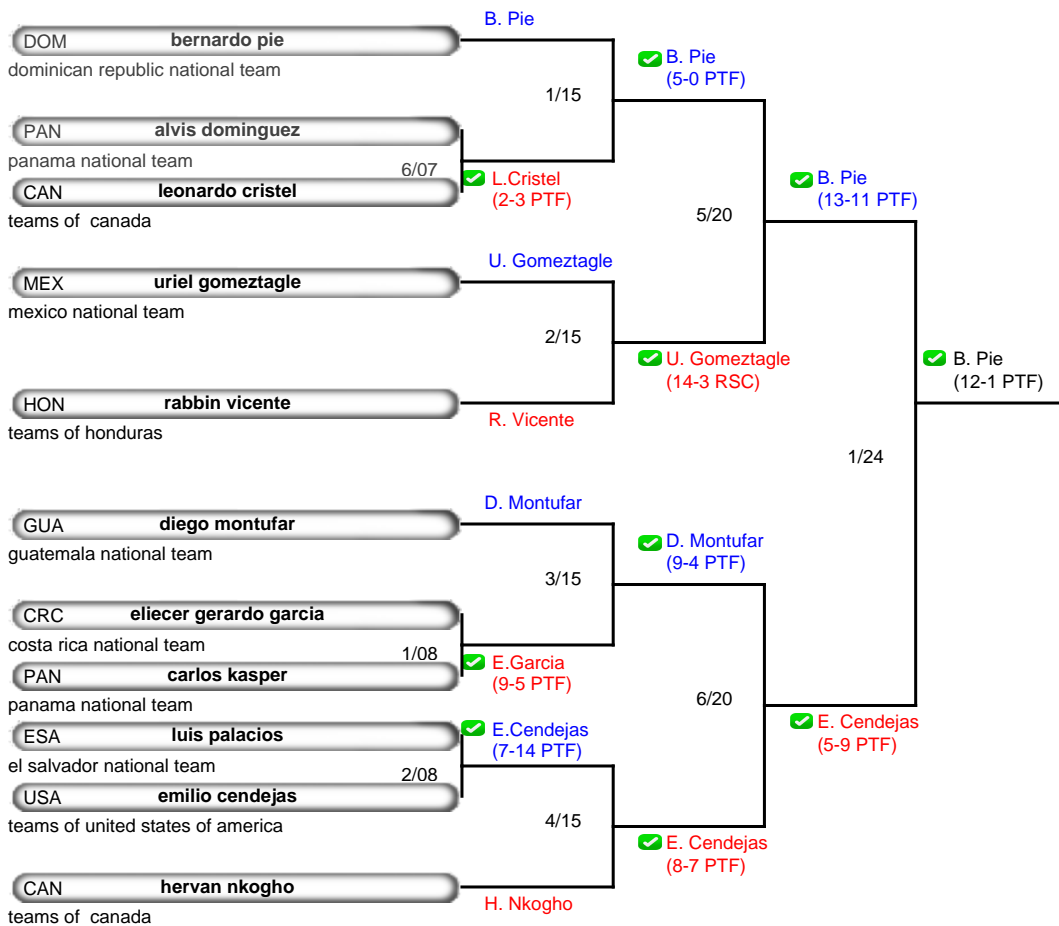 B. Pie
DOM bernardo pie
dominican republic national team
B. Pie
(5-0 PTF)
1/15
PAN alvis dominguez
panama national team
6/07
CAN leonardo cristel
teams of  canada
L.Cristel
(2-3 PTF)
B. Pie
(13-11 PTF)
5/20
U. Gomeztagle
MEX uriel gomeztagle
mexico national team
2/15
U. Gomeztagle
(14-3 RSC)
HON rabbin vicente
teams of honduras
R. Vicente
B. Pie
(12-1 PTF)
1/24
D. Montufar
GUA diego montufar
guatemala national team
D. Montufar
(9-4 PTF)
3/15
CRC eliecer gerardo garcia
costa rica national team
1/08
PAN carlos kasper
panama national team
E.Garcia
(9-5 PTF)
6/20
E. Cendejas
(5-9 PTF)
ESA luis palacios
el salvador national team
E.Cendejas
(7-14 PTF)
2/08
USA emilio cendejas
teams of united states of america
4/15
E. Cendejas
(8-7 PTF)
CAN hervan nkogho
teams of  canada
H. Nkogho